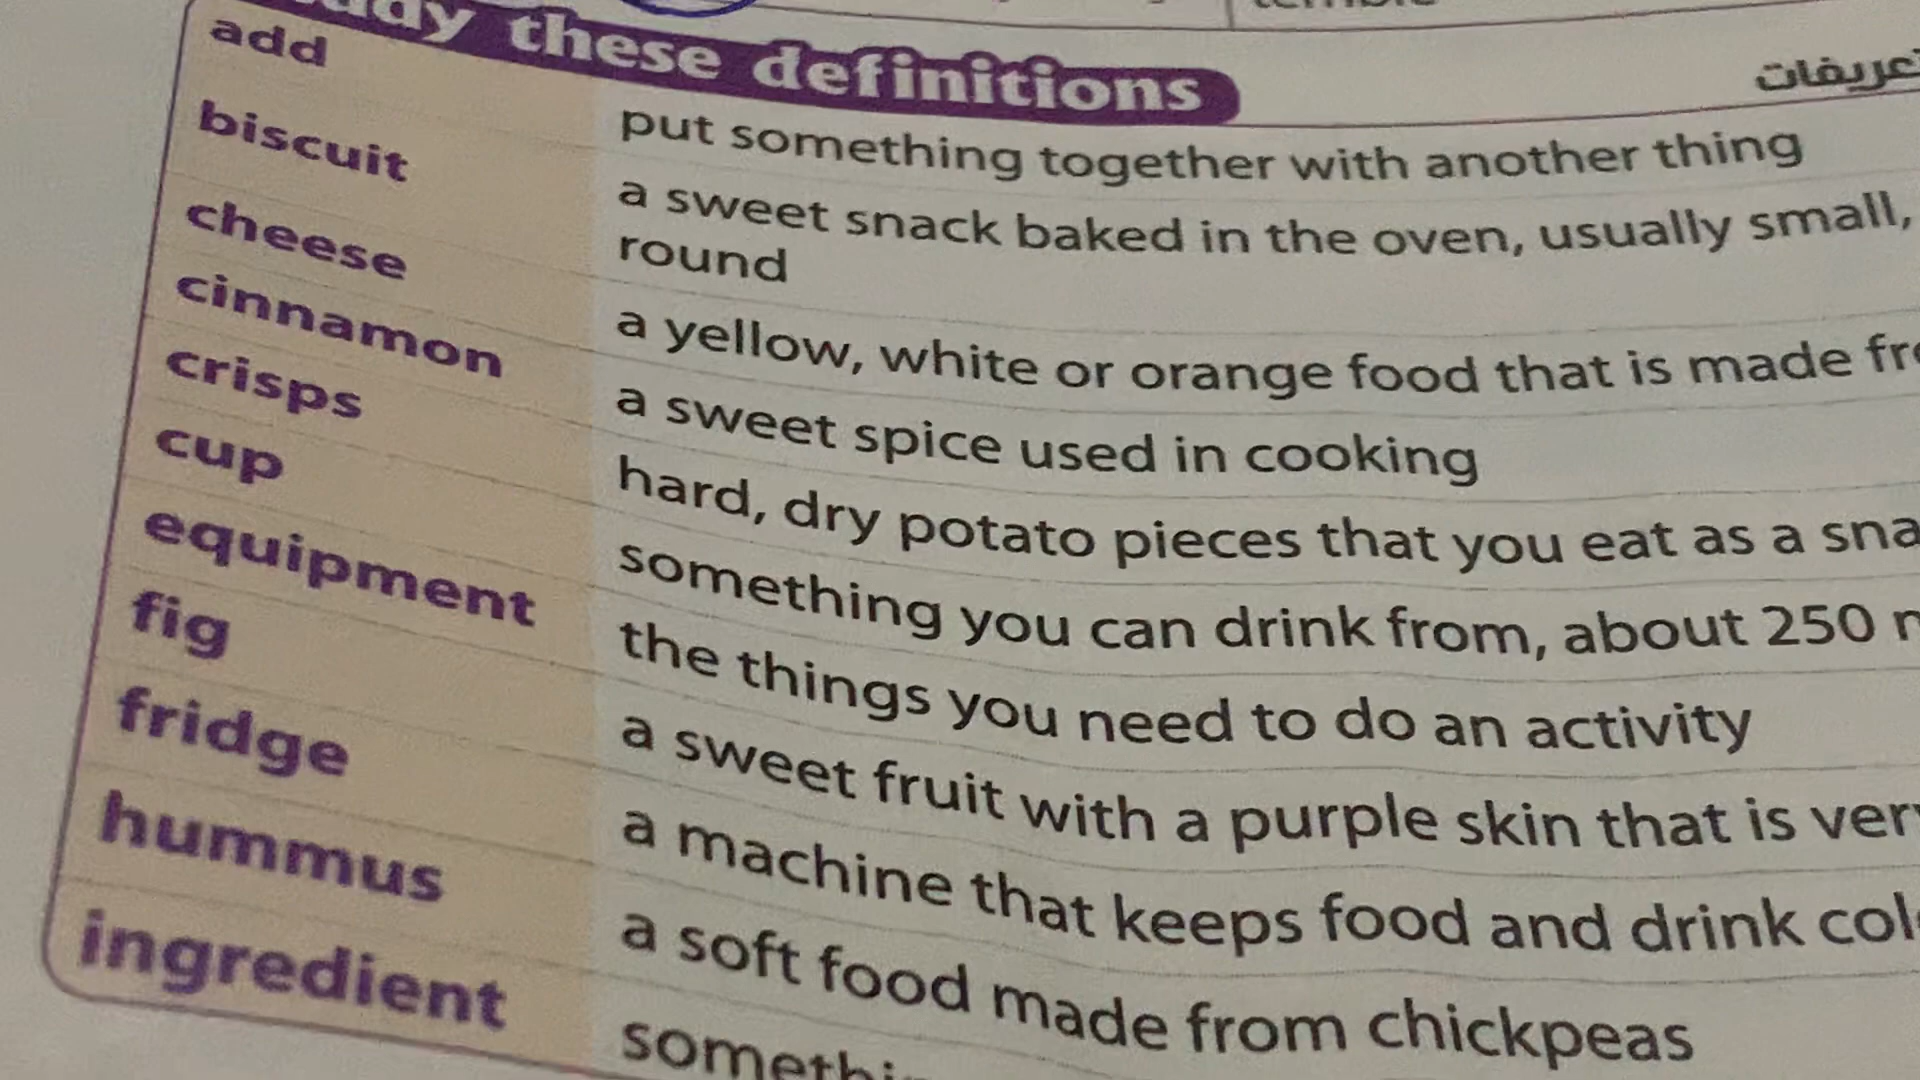 these definitions
add
put something together with another thing
biscuit
a sweet snack baked in the oven, usually small,
round
cheese
a yellow, white or orange food that is made
cinnamon
a sweet spice used in cooking
crisps
hard, dry potato pieces that you eat as a
cup
something you can drink from, about 250
equipment
the things you need to do an activity
fig
a sweet fruit with a purple skin that is
fridge
a machine that keeps food and drink
hummus
a soft food made from chickpeas
ingredient